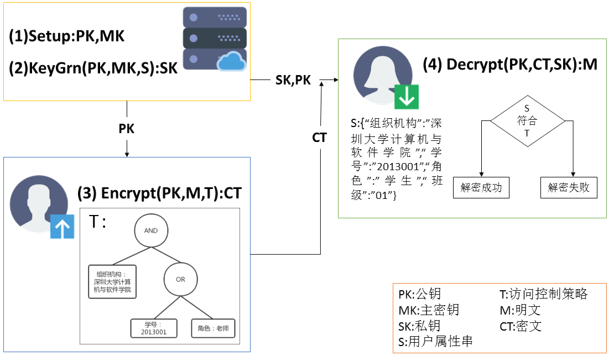 (1)Setup:PK,MK
(2)KeyGrn(PK,MK,S):SK
SK,PK
PK
CT
(4) Decrypt(PK,CT,SK):M
S:{"组织机构":"深
圳大学计算机与
软件学院","学
号":"2013001","角
色":"学生","班
级":"01"}
S
符合
T
解密成功
解密失败
(3) Encrypt(PK,M,T):CT
T:
AND
组织机构:
深圳大学计算
机与软件学院
OR
学号:
2013001
角色:老师
PK:公钥 T:访问控制策略
MK:主密钥 M:明文
SK:私钥 CT:密文
S:用户属性串